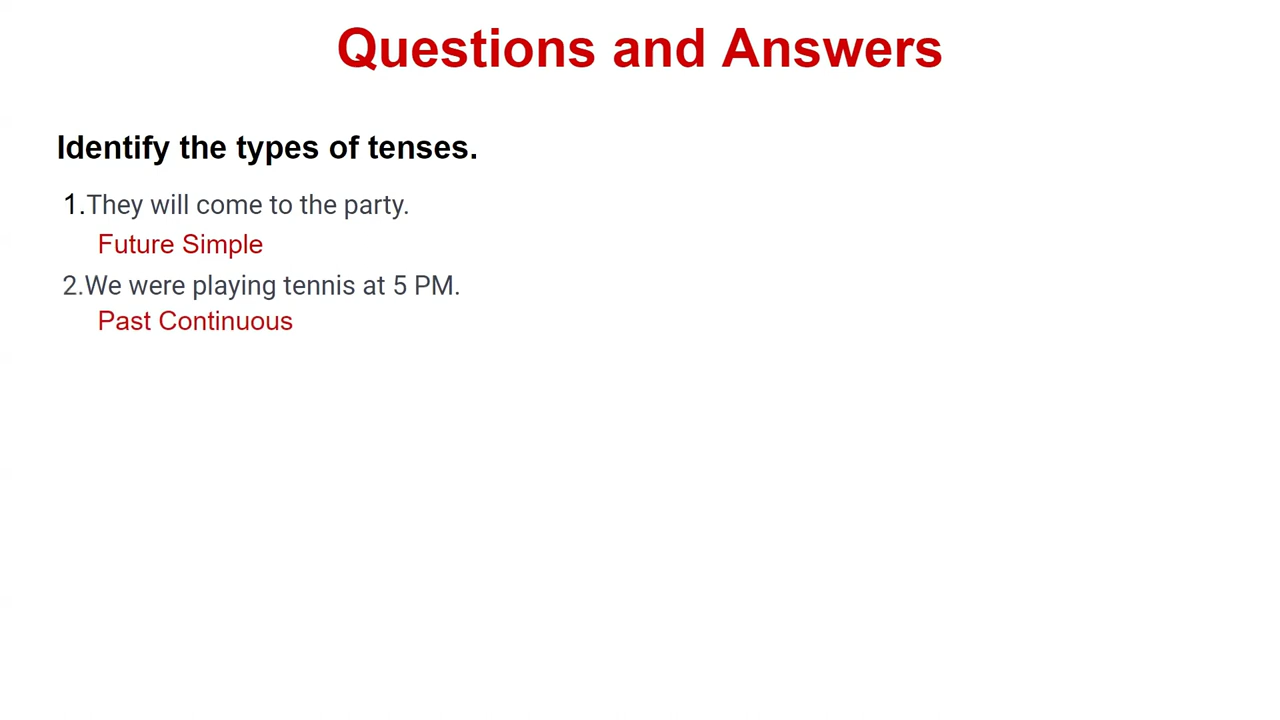 Questions and Answers
Identify the types of tenses.
1.They will come to the party.
Future Simple
2.We were playing tennis at 5 PM.
Past Continuous